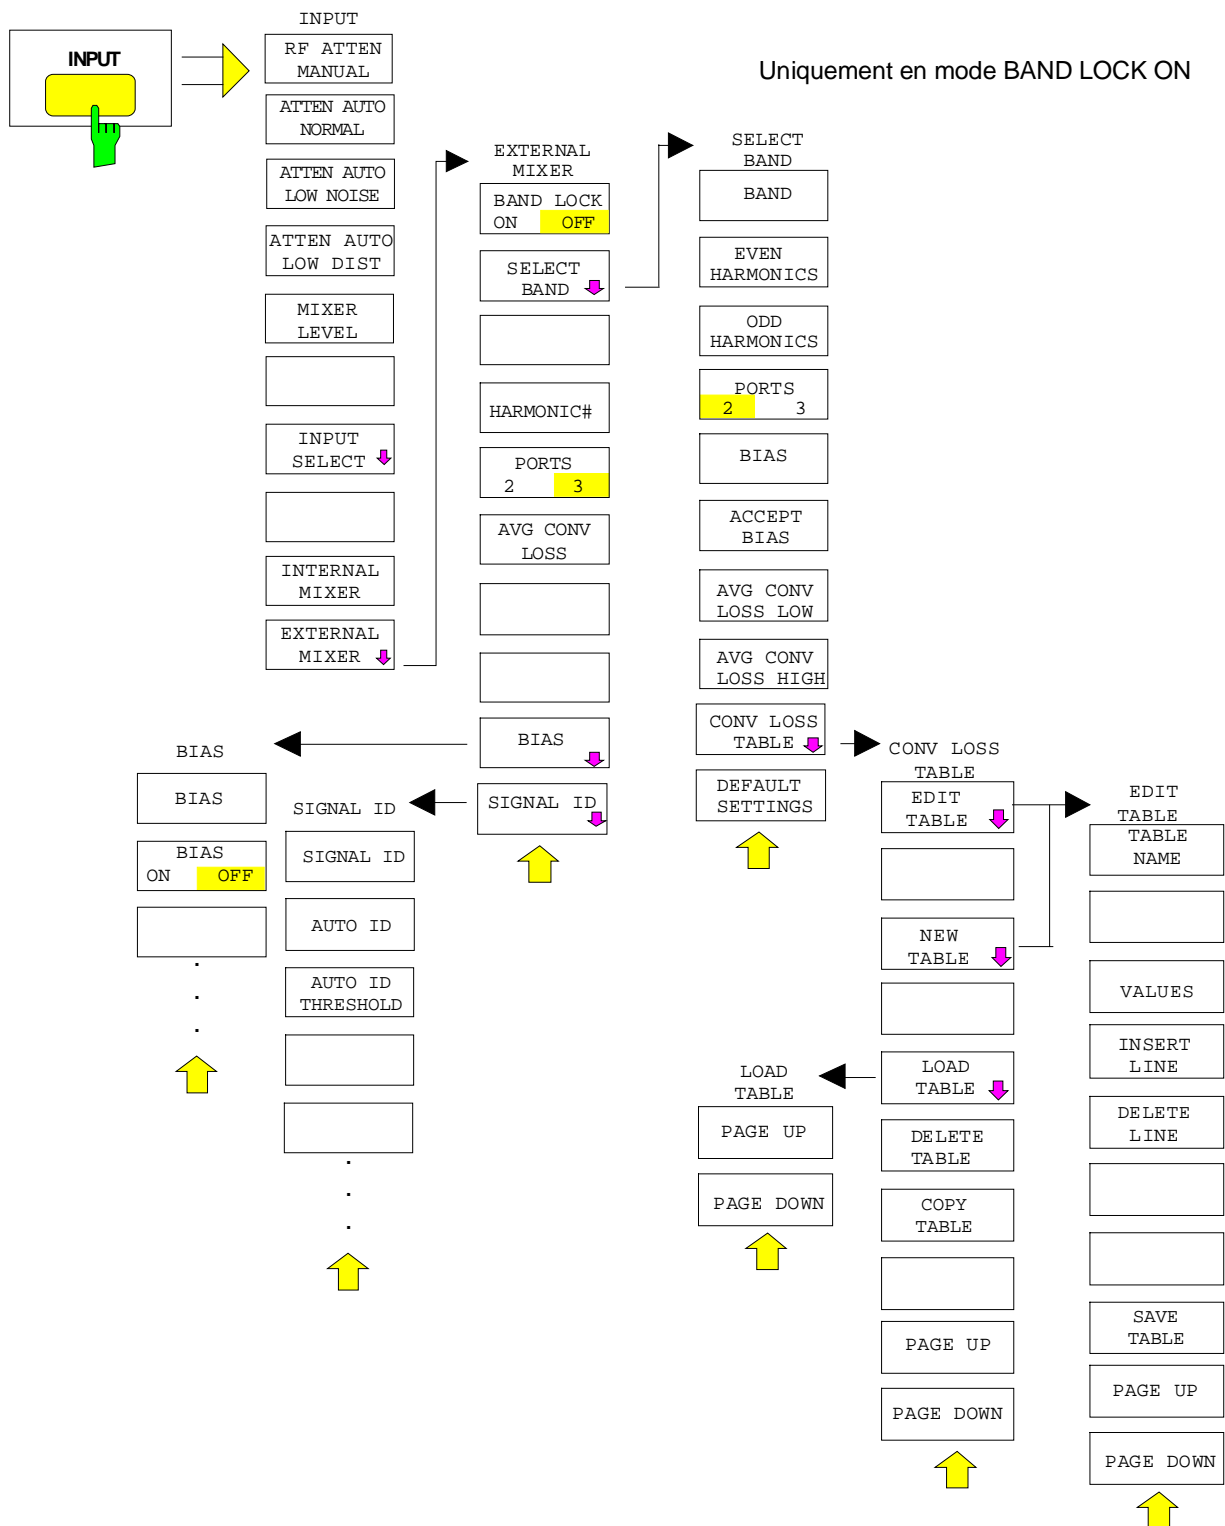 INPUT
INPUT
RF ATTEN
MANUAL
ATTEN AUTO
NORMAL
ATTEN AUTO
LOW NOISE
ATTEN AUTO
LOW DIST
MIXER
LEVEL
INPUT
SELECT
INTERNAL
MIXER
EXTERNAL
MIXER
Uniquement en mode BAND LOCK ON
EXTERNAL
MIXER
BAND LOCK
ON OFF
SELECT
BAND
HARMONIC#
PORTS
2 3
AVG CONV
LOSS
BIAS
SIGNAL ID
SELECT
BAND
BAND
EVEN
HARMONICS
ODD
HARMONICS
PORTS
2 3
BIAS
ACCEPT
BIAS
AVG CONV
LOSS LOW
AVG CONV
LOSS HIGH
CONV LOSS
TABLE
DEFAULT
SETTINGS
BIAS
BIAS
BIAS
ON OFF
.
.
.
SIGNAL ID
SIGNAL ID
AUTO ID
AUTO ID
THRESHOLD
.
.
.
CONV LOSS
TABLE
EDIT
TABLE
NEW
TABLE
LOAD
TABLE
DELETE
TABLE
COPY
TABLE
PAGE UP
PAGE DOWN
LOAD
TABLE
PAGE UP
PAGE DOWN
EDIT
TABLE
TABLE
NAME
VALUES
INSERT
LINE
DELETE
LINE
SAVE
TABLE
PAGE UP
PAGE DOWN